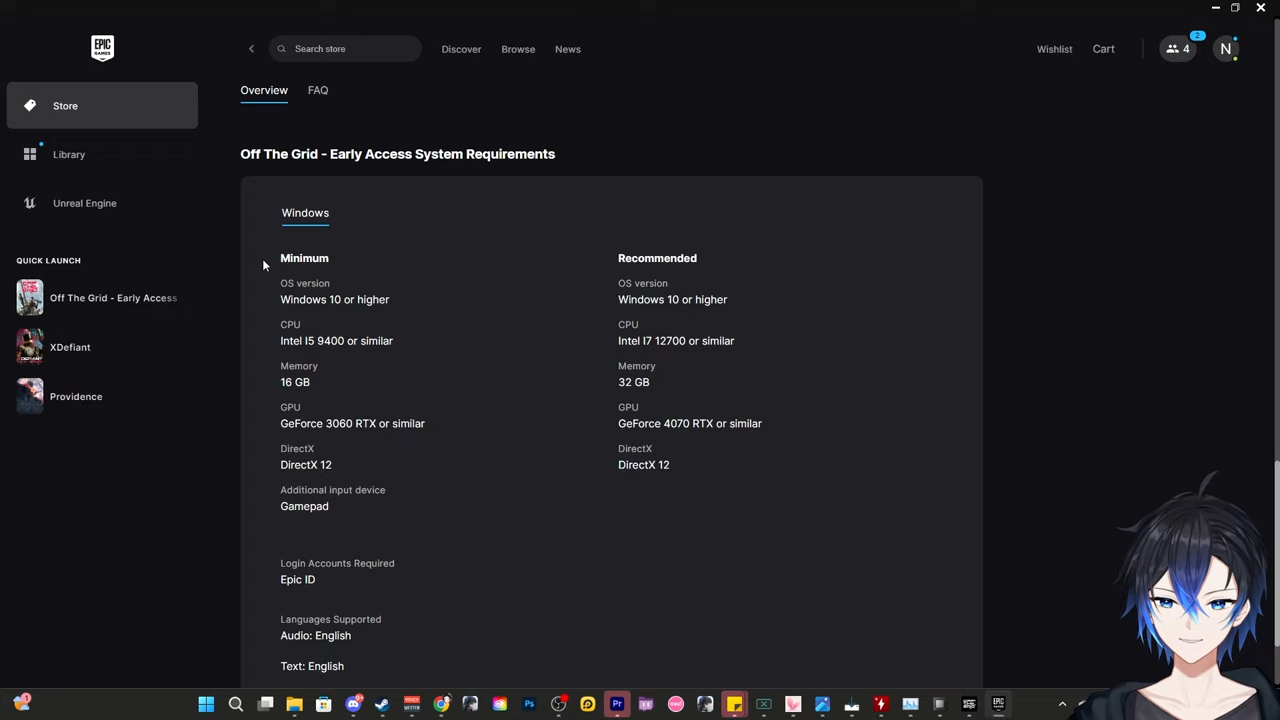 EPIC GAMES
Search store
Discover
Browse
News
Wishlist
Cart
2
4
N
Store
Library
Unreal Engine
QUICK LAUNCH
Off The Grid - Early Access
XDefiant
Providence
Overview
FAQ
Off The Grid - Early Access System Requirements
Windows
Minimum
OS version
Windows 10 or higher
CPU
Intel I5 9400 or similar
Memory
16 GB
GPU
GeForce 3060 RTX or similar
DirectX
DirectX 12
Additional input device
Gamepad
Recommended
OS version
Windows 10 or higher
CPU
Intel I7 12700 or similar
Memory
32 GB
GPU
GeForce 4070 RTX or similar
DirectX
DirectX 12
Login Accounts Required
Epic ID
Languages Supported
Audio: English
Text: English
1
Ps
Pr